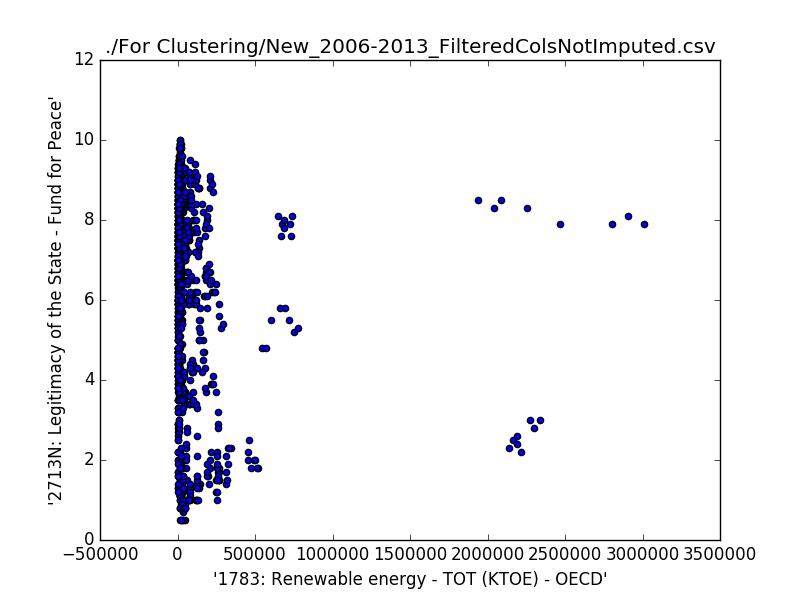 ./For Clustering/New_2006-2013_FilteredColsNotImputed.csv
12
10
8
6
4
2
0
'2713N: Legitimacy of the State - Fund for Peace'
−500000 0 500000 1000000 1500000 2000000 2500000 3000000 3500000
'1783: Renewable energy - TOT (KTOE) - OECD'